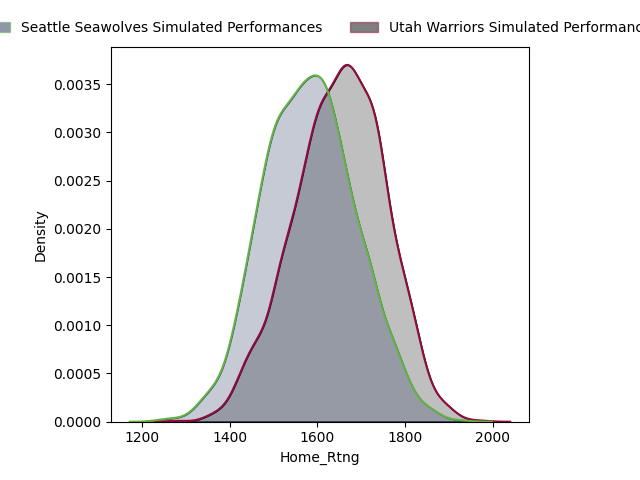 Seattle Seawolves Simulated Performances
Utah Warriors Simulated
0.0035
0.0030
0.0025
0.0020
0.0015
0.0010
0.0005
0.0000
Density
1200 1400 1600 1800 2000
Home_Rtng